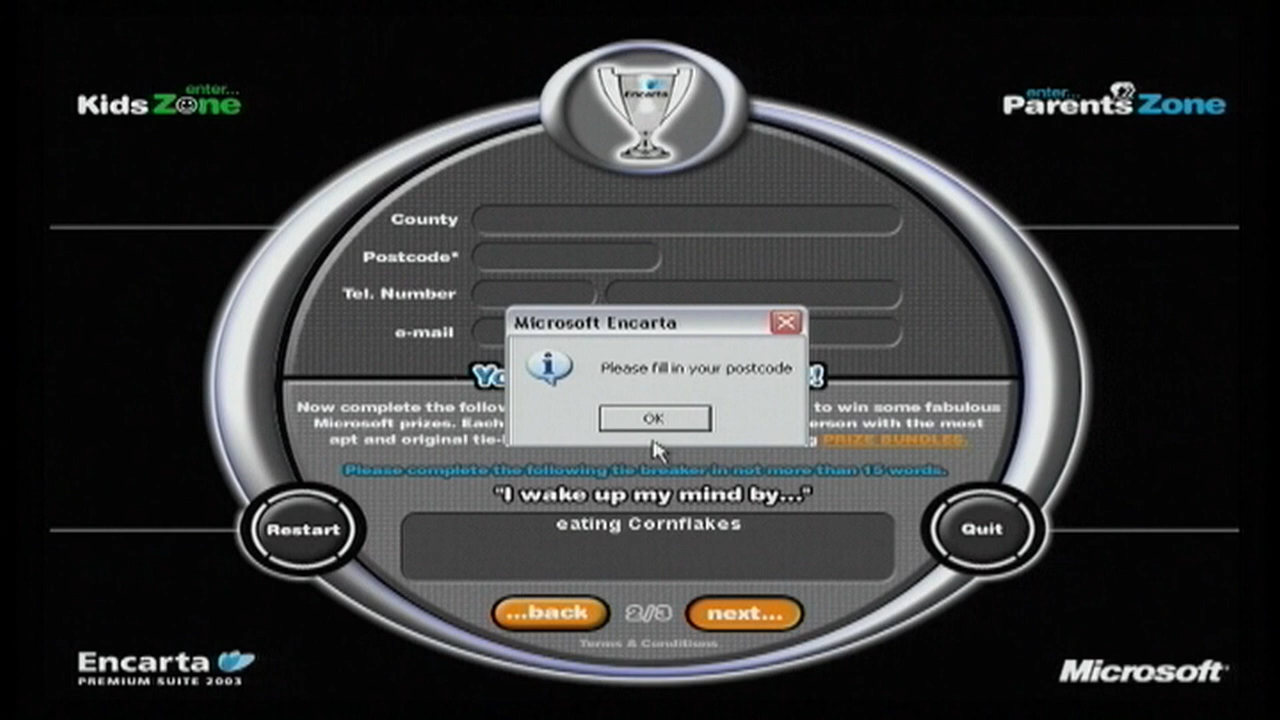 enter...
Kids Zone
Encarta
enter...
Parents Zone
County
Postcode*
Tel. Number
e-mail
Microsoft Encarta
Please fill in your postcode
OK
Yo
!
Now complete the follow
to win some fabulous
Microsoft prizes. Each
erson with the most
apt and original tie-
g PRIZE BUNDLES.
Please complete the following tie breaker in not more than 15 words.
"I wake up my mind by..."
eating Cornflakes
Restart
Quit
...back
2/3
next...
Terms & Conditions
Encarta
PREMIUM SUITE 2003
Microsoft